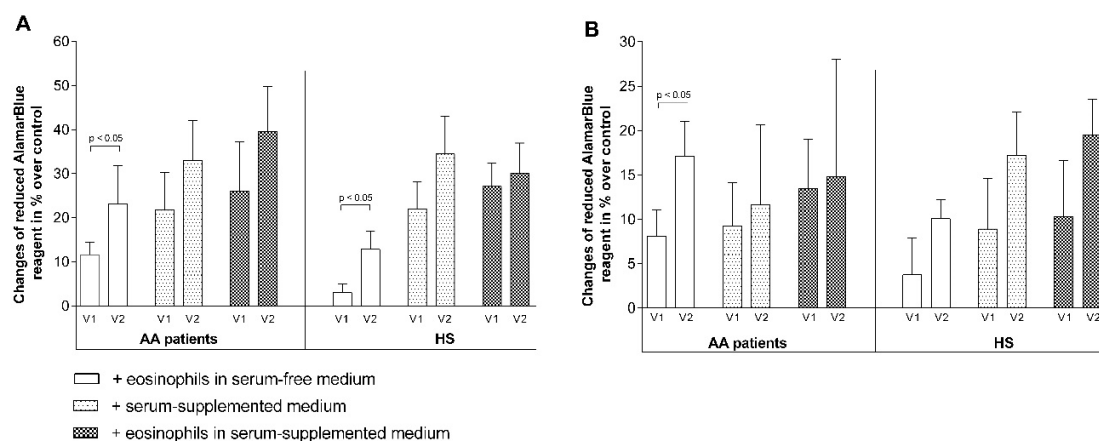 A
Changes of reduced AlamarBlue
reagent in % over control
60
50
40
30
20
10
0
p < 0.05
p < 0.05
V1 V2 V1 V2 V1 V2 V1 V2 V1 V2 V1 V2
AA patients HS
+ eosinophils in serum-free medium
+ serum-supplemented medium
+ eosinophils in serum-supplemented medium
B
Changes of reduced AlamarBlue
reagent in % over control
30
25
20
15
10
5
0
p < 0.05
V1 V2 V1 V2 V1 V2 V1 V2 V1 V2 V1 V2
AA patients HS